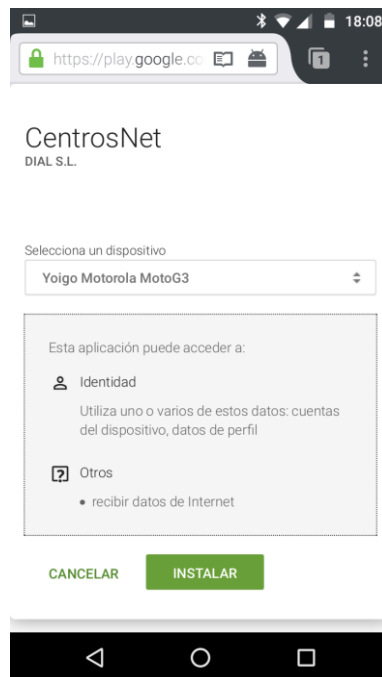 18:08
https://play.google.co
1
CentrosNet
DIAL S.L.
Selecciona un dispositivo
Yoigo Motorola MotoG3
Esta aplicación puede acceder a:
Identidad
Utiliza uno o varios de estos datos: cuentas
del dispositivo, datos de perfil
Otros
• recibir datos de Internet
CANCELAR INSTALAR